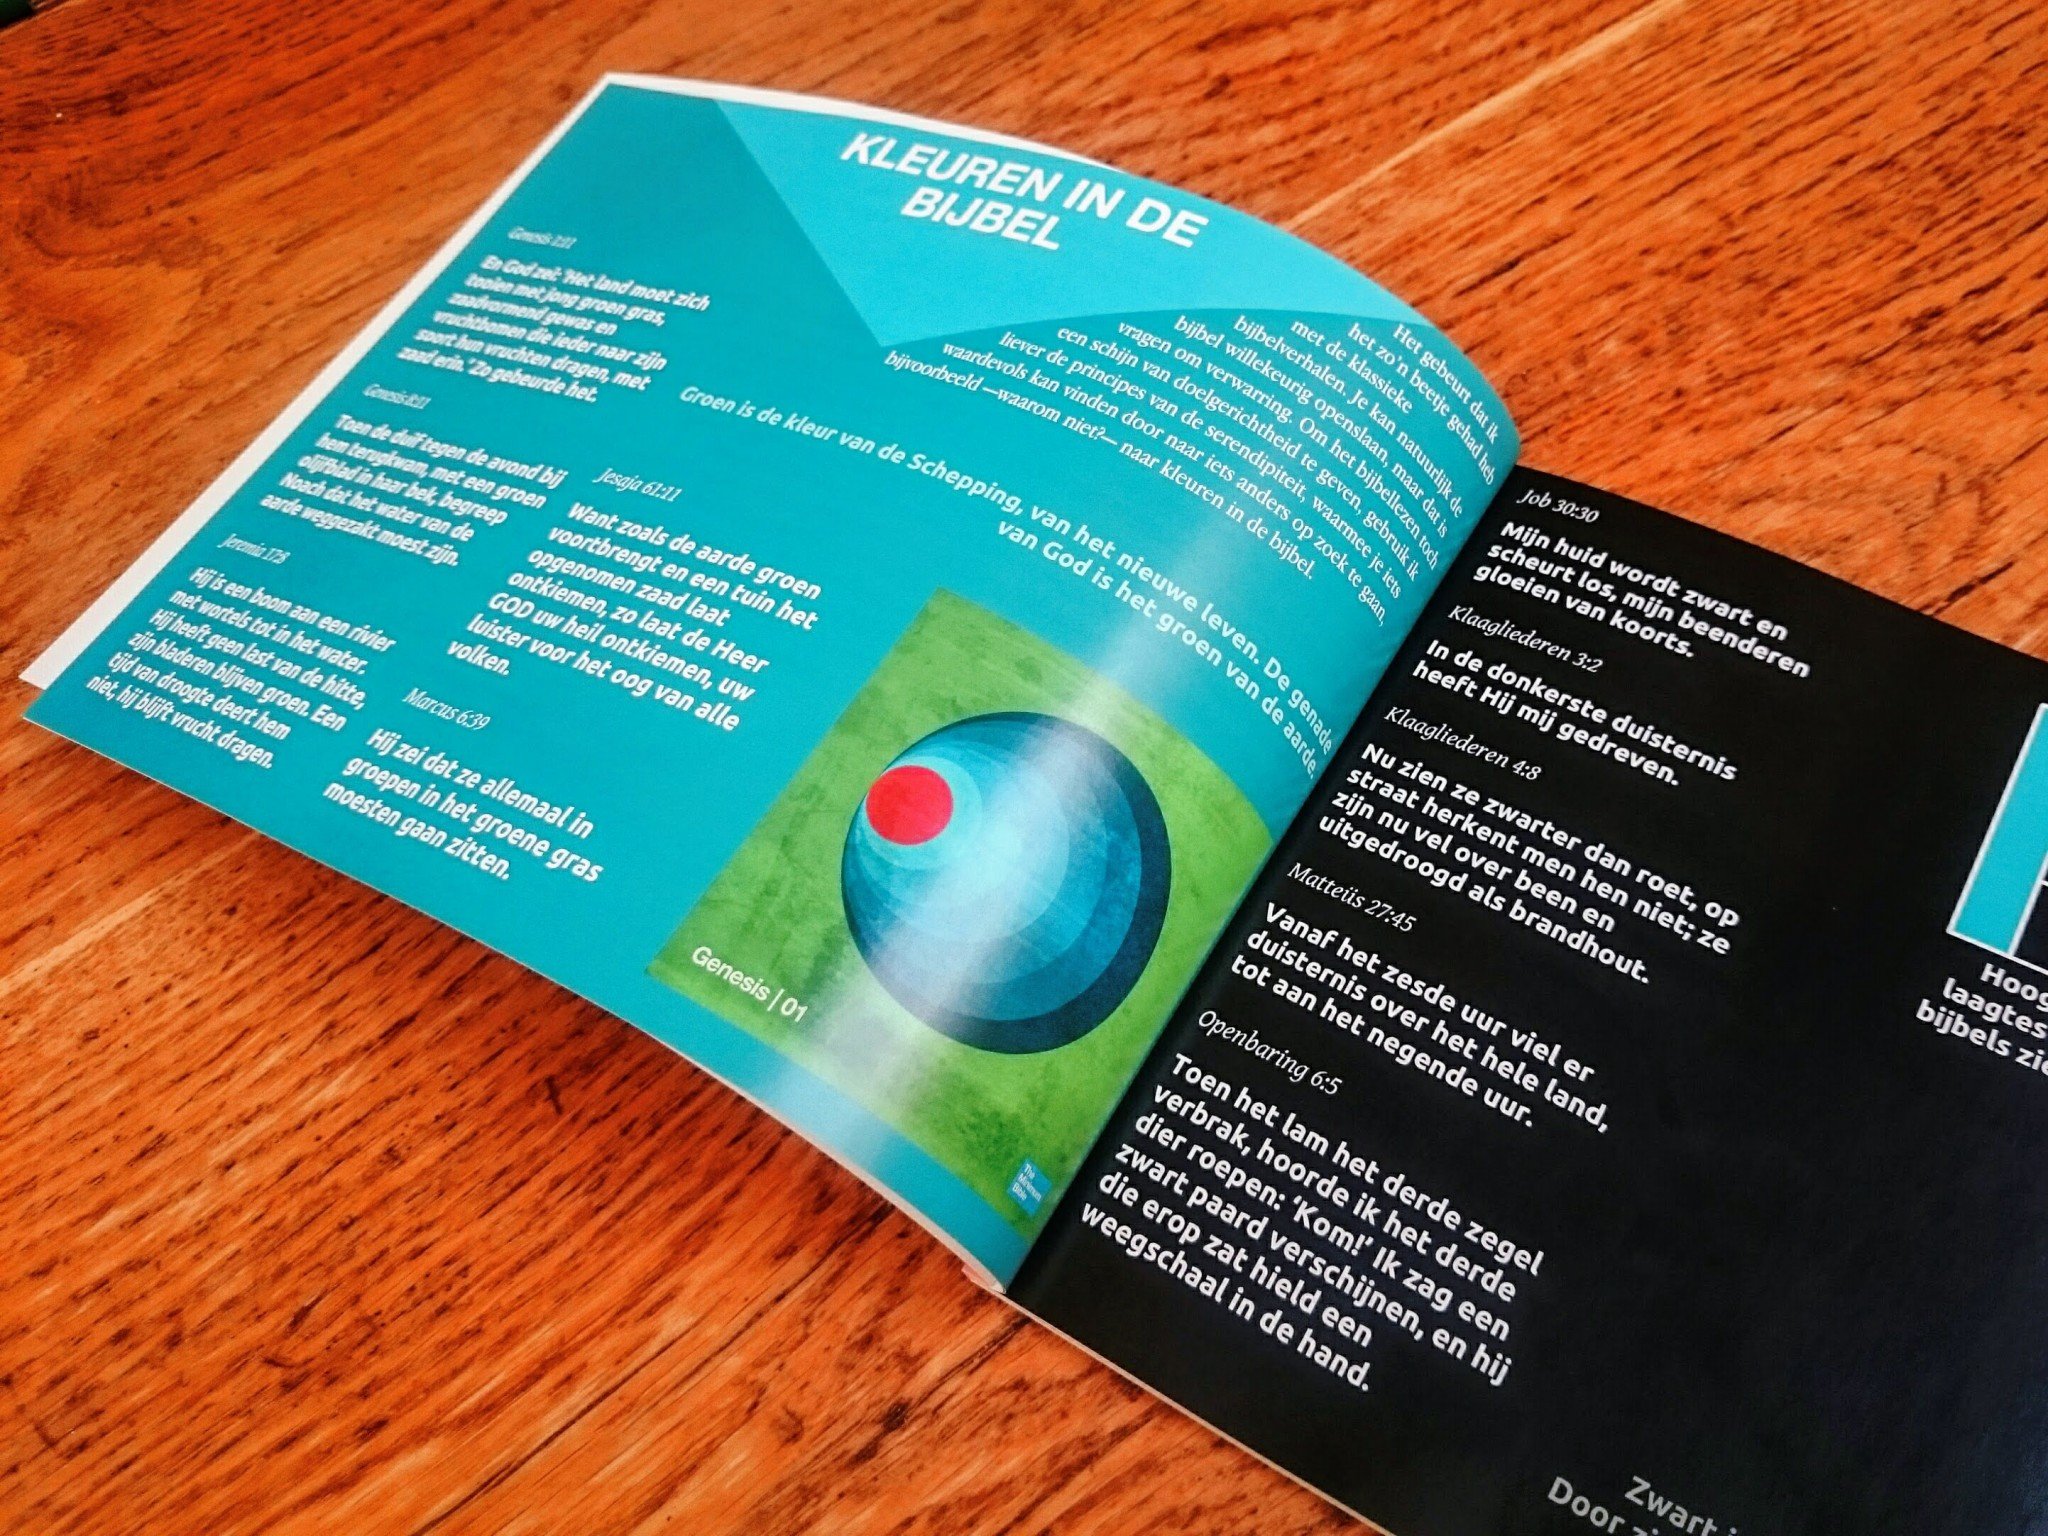 KLEUREN IN DE
BIJBEL
Het gebeurt dat ik
het zo'n beetje gehad heb
met de klassieke
bijbelverhalen. Je kan natuurlijk de
bijbel willekeurig openslaan, maar dat is
vragen om verwarring. Om het bijbellezen toch
een schijn van doelgerichtheid te geven, gebruik ik
liever de principes van de serendipiteit, waarmee je iets
waardevols kan vinden door naar iets anders op zoek te gaan,
bijvoorbeeld —waarom niet?— naar kleuren in de bijbel.
Groen is de kleur van de Schepping, van het nieuwe leven. De genade
van God is het groen van de aarde.
Genesis
En God zei: 'Het land moet zich
tooien met jong groen gras,
zaadvormend gewas en
vruchtbomen die ieder naar zijn
soort hun vruchten dragen, met
zaad erin.' Zo gebeurde het.
Genesis 8:11
Toen de duif tegen de avond bij
hem terugkwam, met een groen
olijfblad in haar bek, begreep
Noach dat het water van de
aarde weggezakt moest zijn.
Jeremia 17:8
Hij is een boom aan een rivier
met wortels tot in het water.
Hij heeft geen last van de hitte,
zijn bladeren blijven groen. Een
tijd van droogte deert hem
niet, hij blijft vrucht dragen.
Jesaja 61:11
Want zoals de aarde groen
voortbrengt en een tuin het
opgenomen zaad laat
ontkiemen, zo laat de Heer
GOD uw heil ontkiemen, uw
luister voor het oog van alle
volken.
Marcus 6:39
Hij zei dat ze allemaal in
groepen in het groene gras
moesten gaan zitten.
Genesis | 01
The
Minimum
Bible
Job 30:30
Mijn huid wordt zwart en
scheurt los, mijn beenderen
gloeien van koorts.
Klaagliederen 3:2
In de donkerste duisternis
heeft Hij mij gedreven.
Klaagliederen 4:8
Nu zien ze zwarter dan roet, op
straat herkent men hen niet; ze
zijn nu vel over been en
uitgedroogd als brandhout.
Matteüs 27:45
Vanaf het zesde uur viel er
duisternis over het hele land,
tot aan het negende uur.
Openbaring 6:5
Toen het lam het derde zegel
verbrak, hoorde ik het derde
dier roepen: 'Kom!' Ik zag een
zwart paard verschijnen, en hij
die erop zat hield een
weegschaal in de hand.
Hoog
laagtes
bijbels zie
Zwart i
Door zi